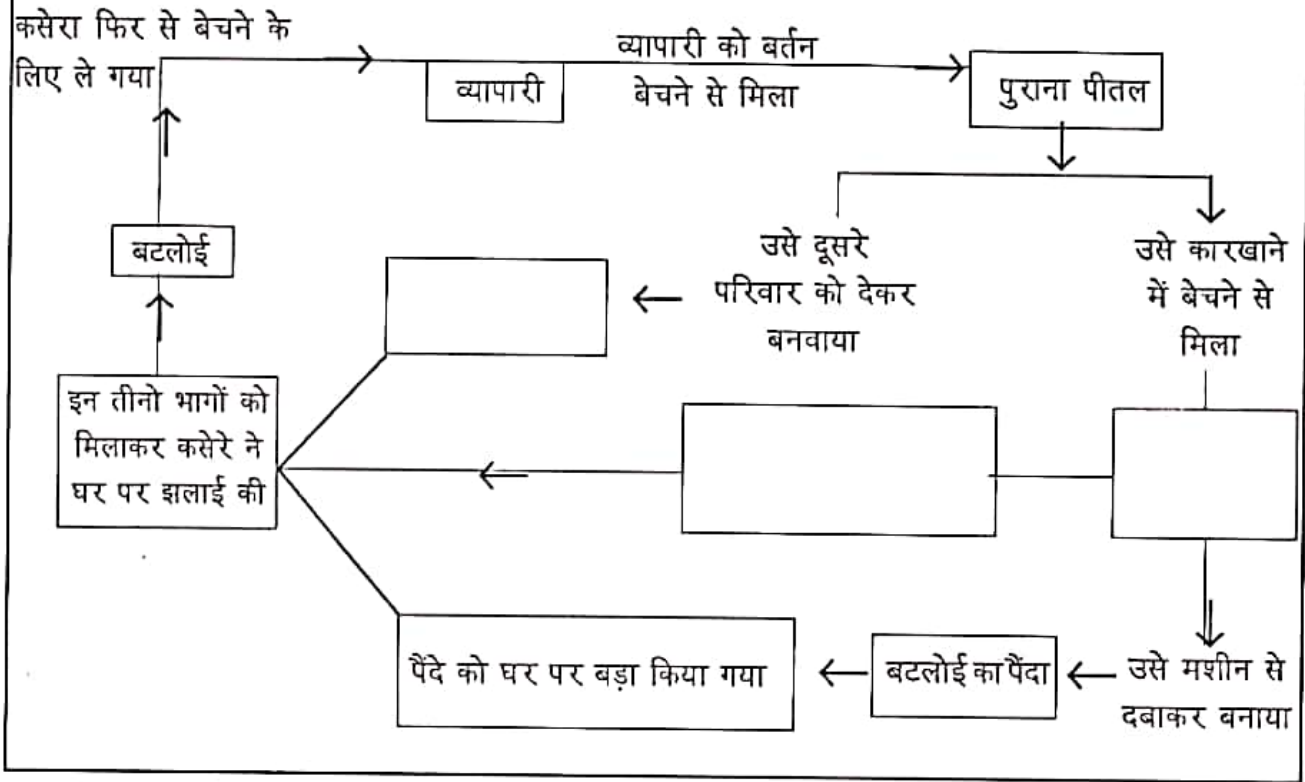 कसेरा फिर से बेचने के
लिए ले गया
व्यापारी
व्यापारी को बर्तन
बेचने से मिला
पुराना पीतल
बटलोई
उसे दूसरे
परिवार को देकर
बनवाया
उसे कारखाने
में बेचने से
मिला
इन तीनो भागों को
मिलाकर कसेरे ने
घर पर झलाई की
पैंदे को घर पर बड़ा किया गया
बटलोई का पैंदा
उसे मशीन से
दबाकर बनाया